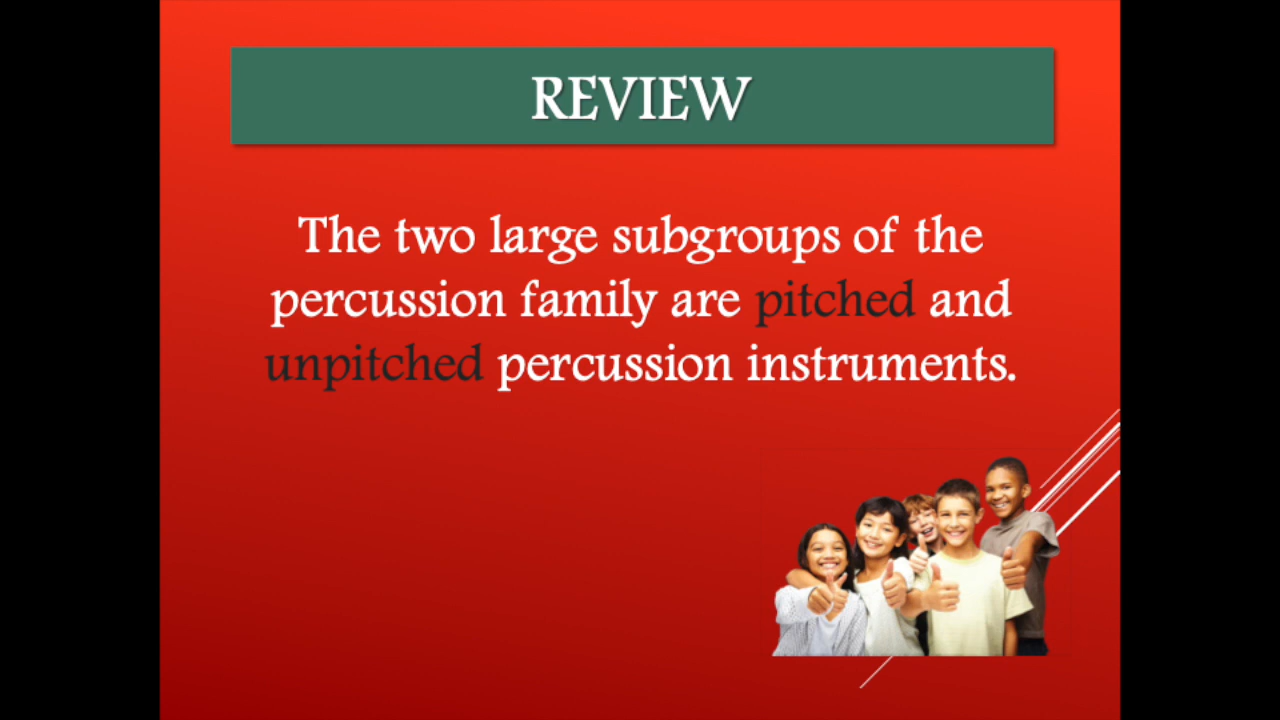 REVIEW
The two large subgroups of the
percussion family are pitched and
unpitched percussion instruments.